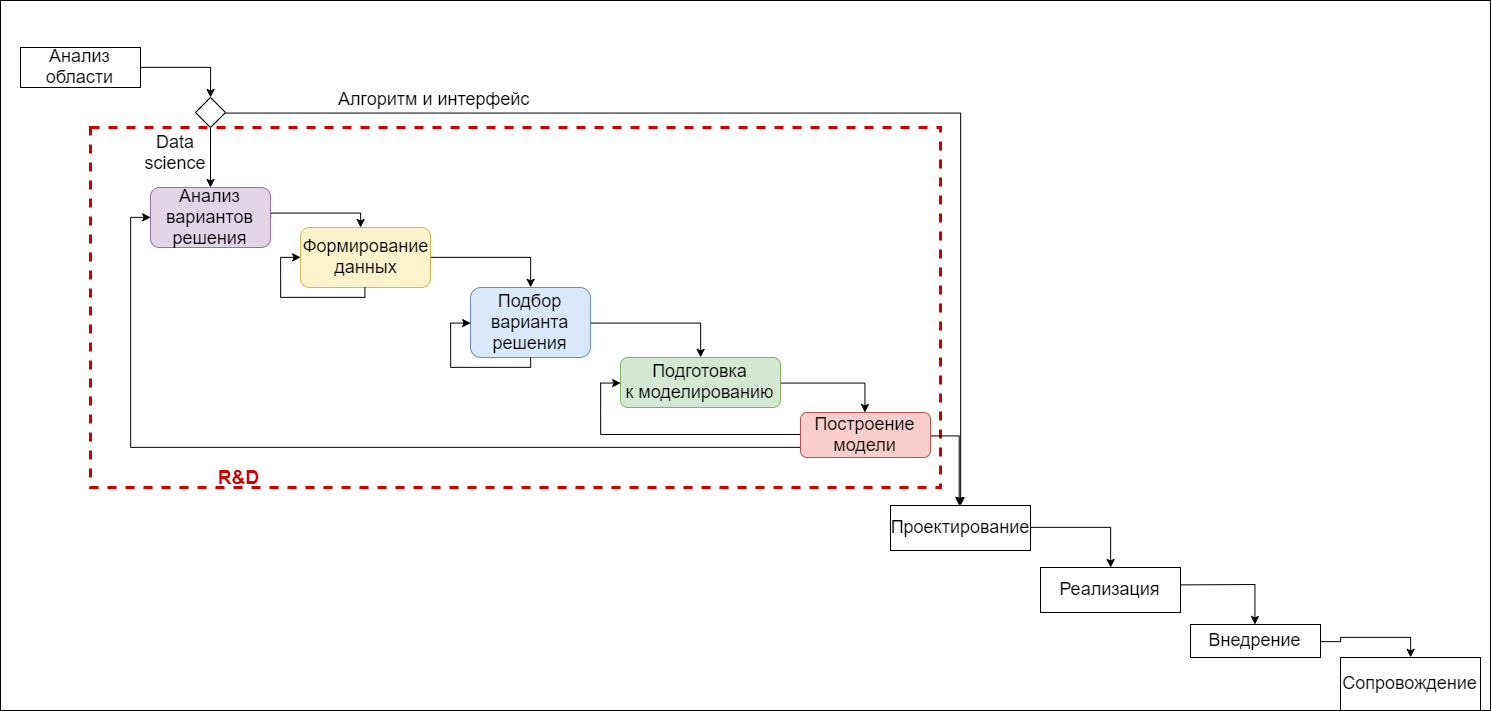 Анализ
области
Алгоритм и интерфейс
Data
science
Анализ
вариантов
решения
Формирование
данных
Подбор
варианта
решения
Подготовка
к моделированию
Построение
модели
R&D
Проектирование
Реализация
Внедрение
Сопровождение